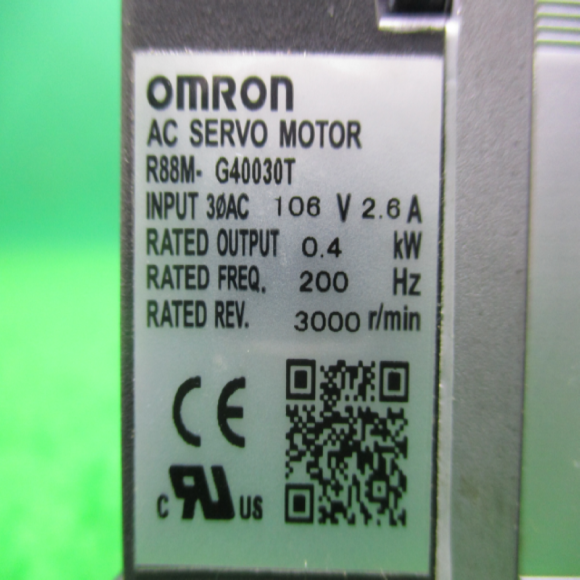 OMRON
AC SERVO MOTOR
R88M- G40030T
INPUT 3ØAC 106 V 2.6 A
RATED OUTPUT 0.4 kW
RATED FREQ. 200 Hz
RATED REV. 3000 r/min
CE
c RU US